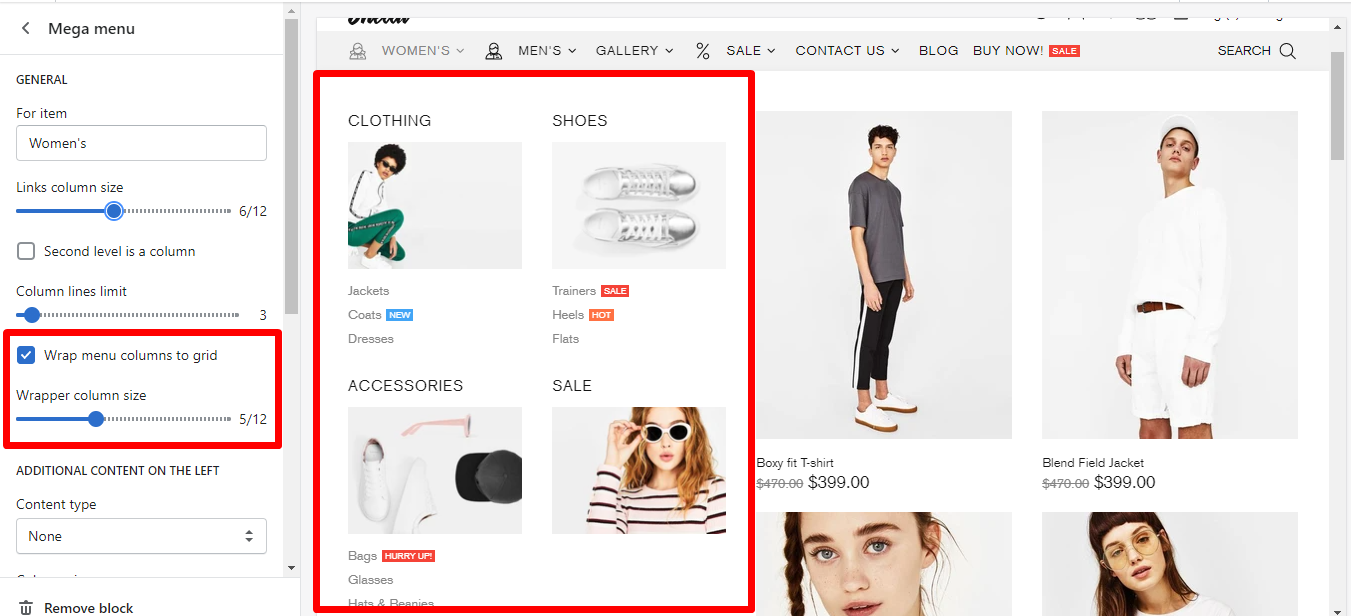 Mega menu
GENERAL
For item
Women's
Links column size
6/12
Second level is a column
Column lines limit
3
Wrap menu columns to grid
Wrapper column size
5/12
ADDITIONAL CONTENT ON THE LEFT
Content type
None
Remove block
WOMEN'S MEN'S GALLERY % SALE CONTACT US BLOG BUY NOW! SALE SEARCH
CLOTHING
Jackets
Coats NEW
Dresses
SHOES
Trainers SALE
Heels HOT
Flats
ACCESSORIES
Bags HURRY UP!
Glasses
Hats & Beanies
SALE
Boxy fit T-shirt
$470.00 $399.00
Blend Field Jacket
$470.00 $399.00